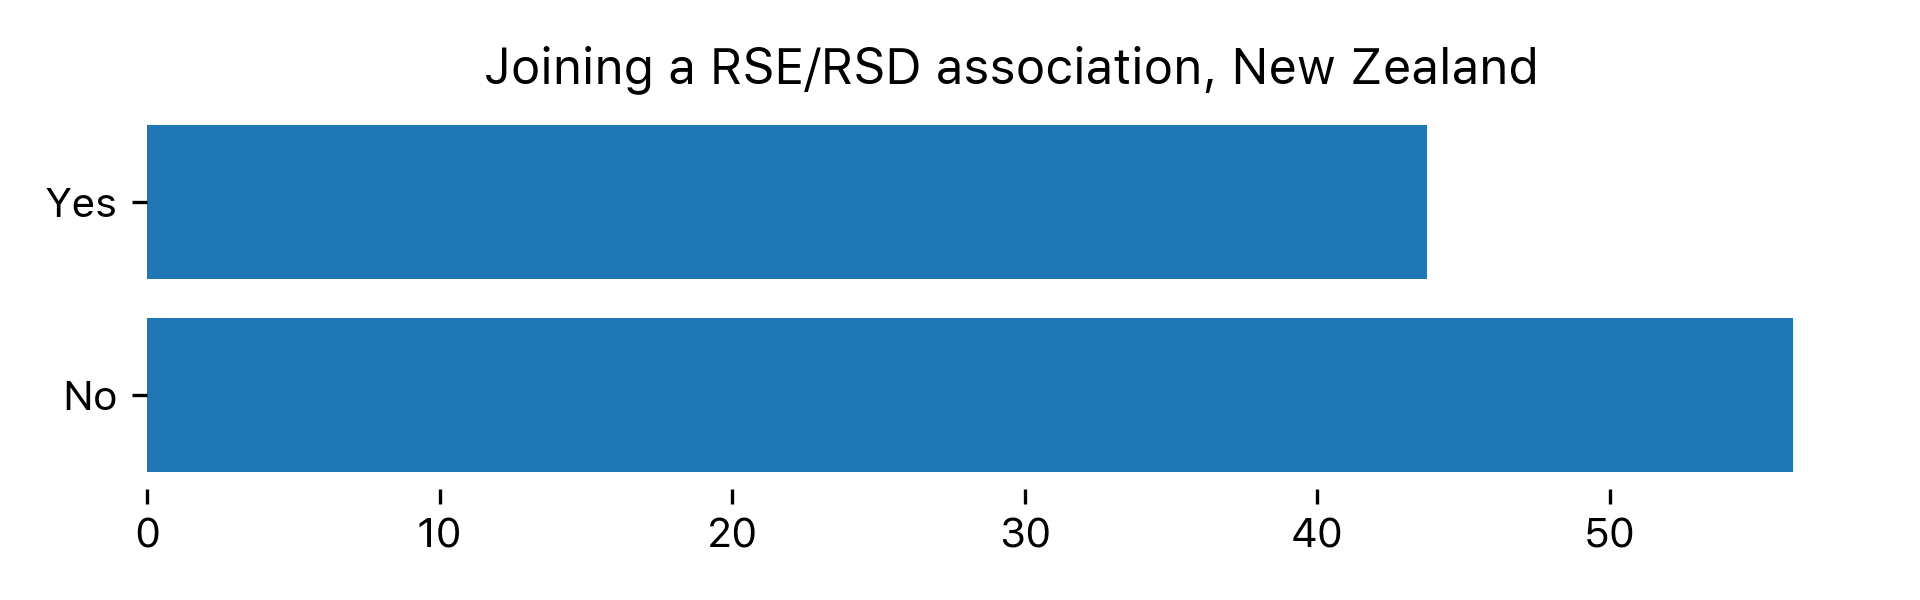 Joining a RSE/RSD association, New Zealand
Yes
No
0 10 20 30 40 50